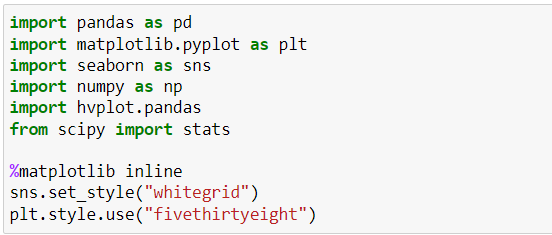 import pandas as pd
import matplotlib.pyplot as plt
import seaborn as sns
import numpy as np
import hvplot.pandas
from scipy import stats

%matplotlib inline
sns.set_style("whitegrid")
plt.style.use("fivethirtyeight")